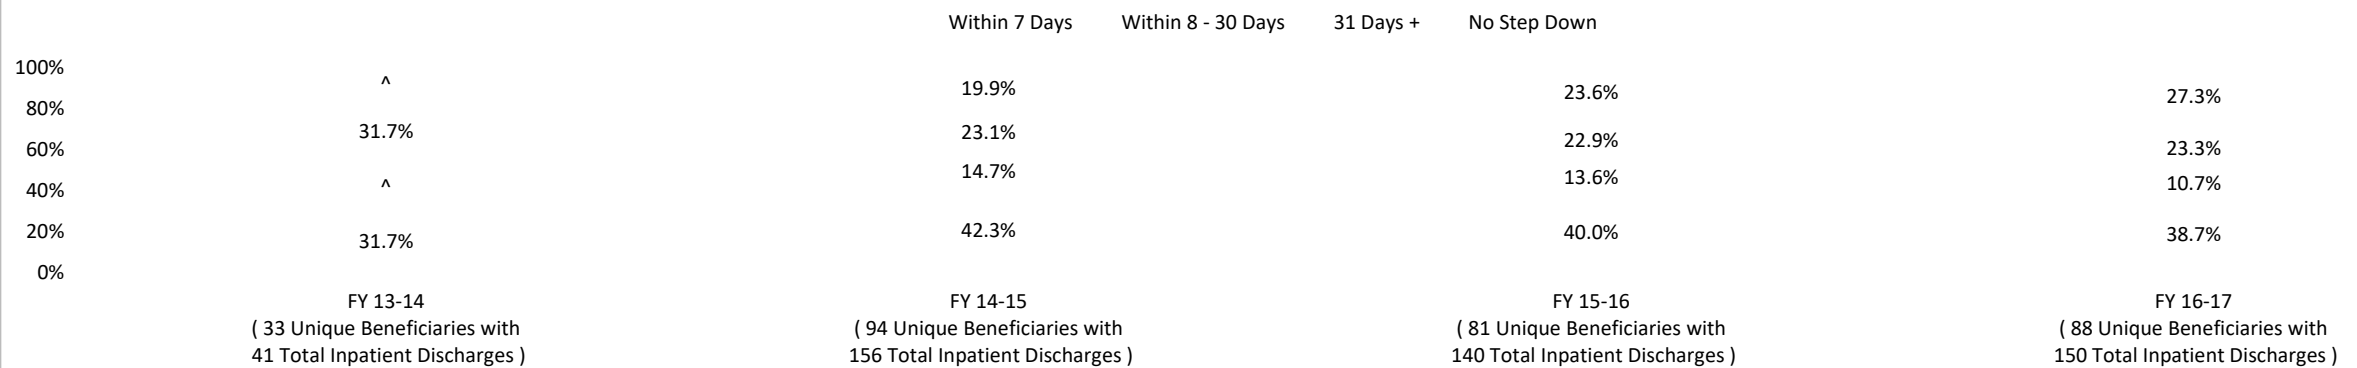 Within 7 Days Within 8 - 30 Days 31 Days + No Step Down
100%
80%
60%
40%
20%
0%
^ 19.9% 23.6% 27.3%
31.7% 23.1% 22.9% 23.3%
^ 14.7% 13.6% 10.7%
31.7% 42.3% 40.0% 38.7%
FY 13-14 FY 14-15 FY 15-16 FY 16-17
( 33 Unique Beneficiaries with ( 94 Unique Beneficiaries with ( 81 Unique Beneficiaries with ( 88 Unique Beneficiaries with
41 Total Inpatient Discharges ) 156 Total Inpatient Discharges ) 140 Total Inpatient Discharges ) 150 Total Inpatient Discharges )